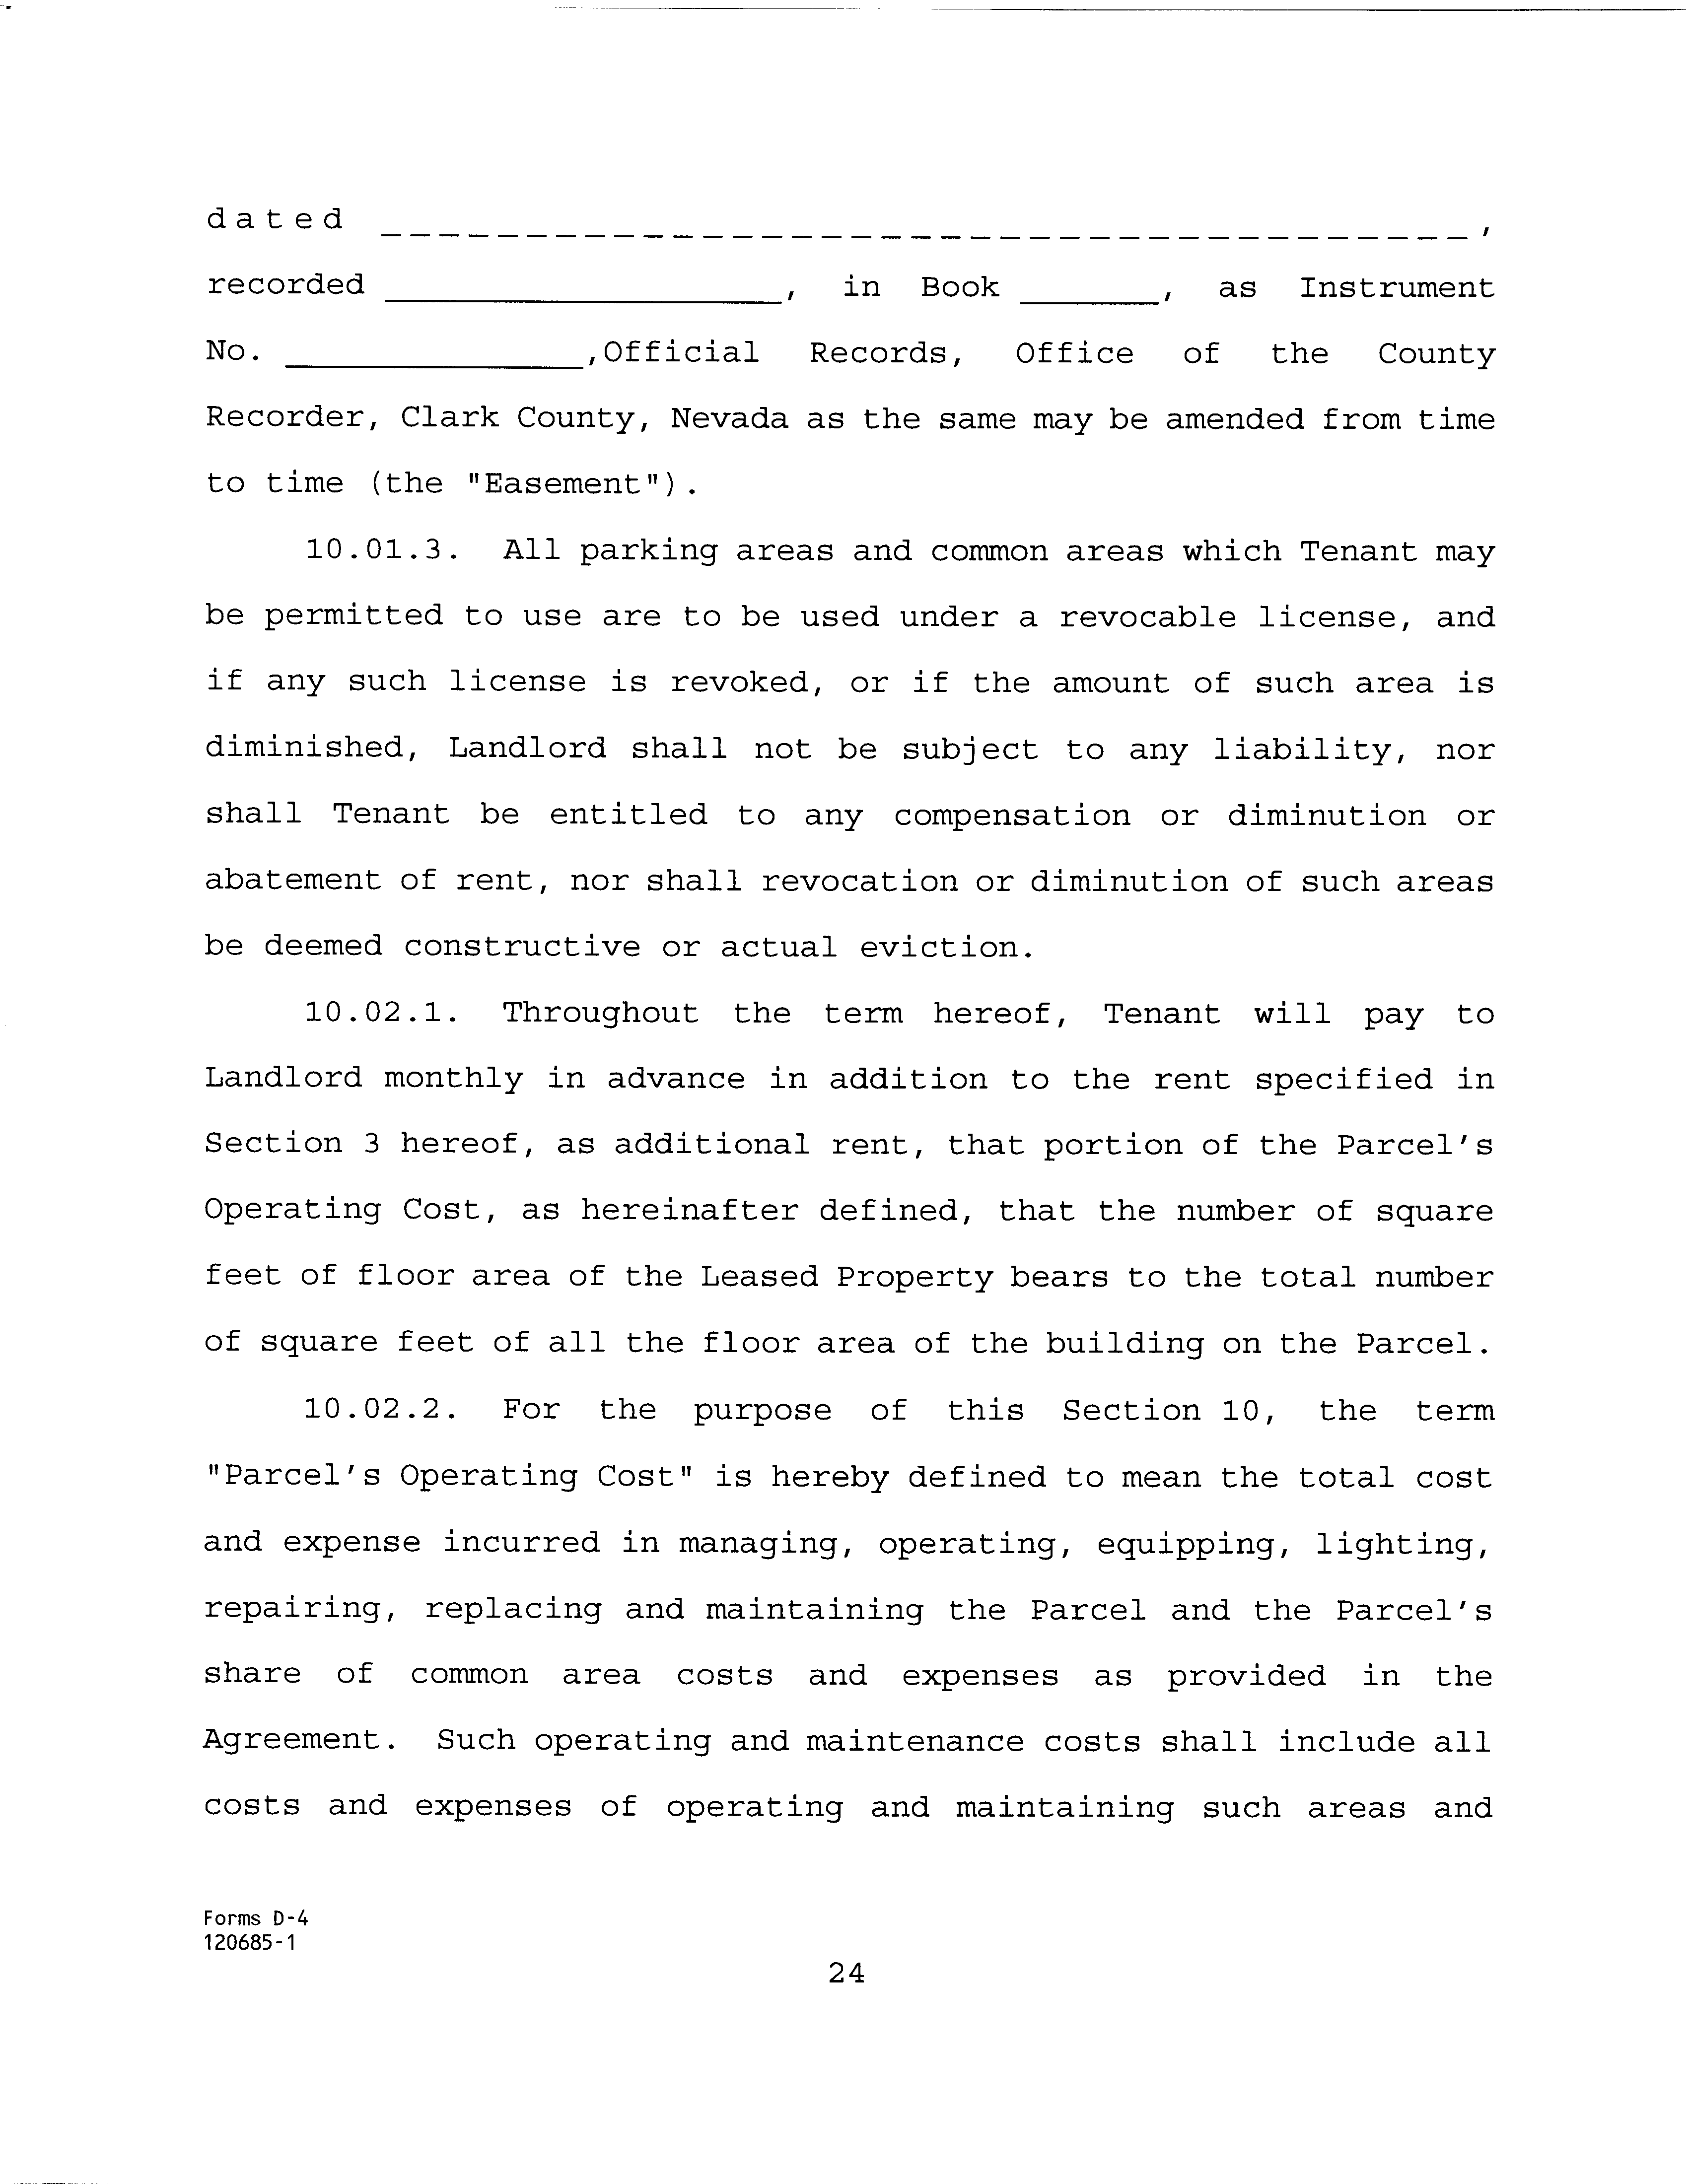 dated _____________________________________,
recorded ____________________, in Book _______, as Instrument
No. _______________,Official Records, Office of the County
Recorder, Clark County, Nevada as the same may be amended from time
to time (the "Easement").
10.01.3. All parking areas and common areas which Tenant may
be permitted to use are to be used under a revocable license, and
if any such license is revoked, or if the amount of such area is
diminished, Landlord shall not be subject to any liability, nor
shall Tenant be entitled to any compensation or diminution or
abatement of rent, nor shall revocation or diminution of such areas
be deemed constructive or actual eviction.
10.02.1. Throughout the term hereof, Tenant will pay to
Landlord monthly in advance in addition to the rent specified in
Section 3 hereof, as additional rent, that portion of the Parcel's
Operating Cost, as hereinafter defined, that the number of square
feet of floor area of the Leased Property bears to the total number
of square feet of all the floor area of the building on the Parcel.
10.02.2. For the purpose of this Section 10, the term
"Parcel's Operating Cost" is hereby defined to mean the total cost
and expense incurred in managing, operating, equipping, lighting,
repairing, replacing and maintaining the Parcel and the Parcel's
share of common area costs and expenses as provided in the
Agreement. Such operating and maintenance costs shall include all
costs and expenses of operating and maintaining such areas and
Forms D-4
120685-1
24